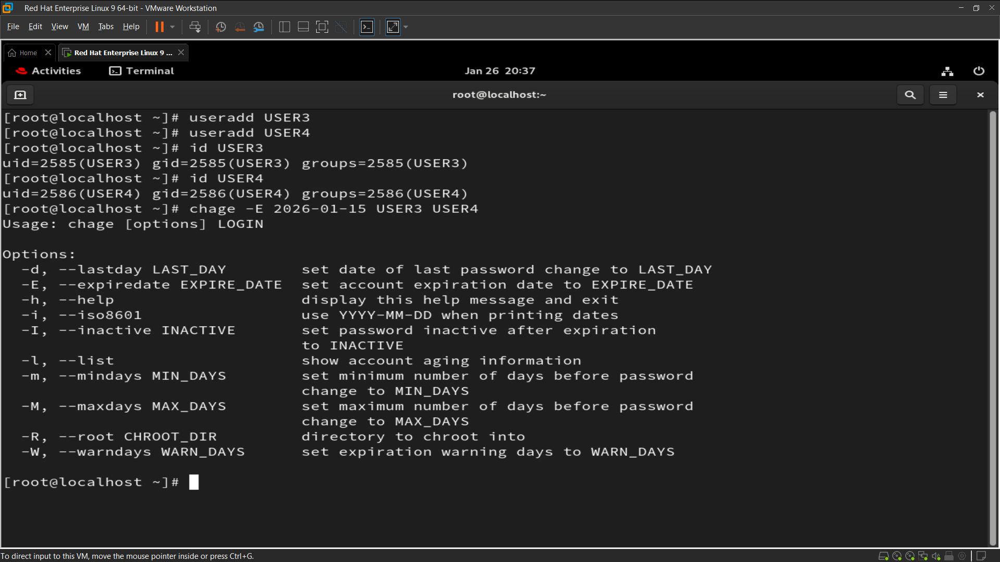 Red Hat Enterprise Linux 9 64-bit - VMware Workstation
File Edit View VM Tabs Help
Home Red Hat Enterprise Linux 9 ...
Activities Terminal Jan 26 20:37
root@localhost:~
[root@localhost ~]# useradd USER3
[root@localhost ~]# useradd USER4
[root@localhost ~]# id USER3
uid=2585(USER3) gid=2585(USER3) groups=2585(USER3)
[root@localhost ~]# id USER4
uid=2586(USER4) gid=2586(USER4) groups=2586(USER4)
[root@localhost ~]# chage -E 2026-01-15 USER3 USER4
Usage: chage [options] LOGIN
Options:
-d, --lastday LAST_DAY set date of last password change to LAST_DAY
-E, --expiredate EXPIRE_DATE set account expiration date to EXPIRE_DATE
-h, --help display this help message and exit
-i, --iso8601 use YYYY-MM-DD when printing dates
-I, --inactive INACTIVE set password inactive after expiration
to INACTIVE
-l, --list show account aging information
-m, --mindays MIN_DAYS set minimum number of days before password
change to MIN_DAYS
-M, --maxdays MAX_DAYS set maximum number of days before password
change to MAX_DAYS
-R, --root CHROOT_DIR directory to chroot into
-W, --warndays WARN_DAYS set expiration warning days to WARN_DAYS
[root@localhost ~]#
To direct input to this VM, move the mouse pointer inside or press Ctrl+G.